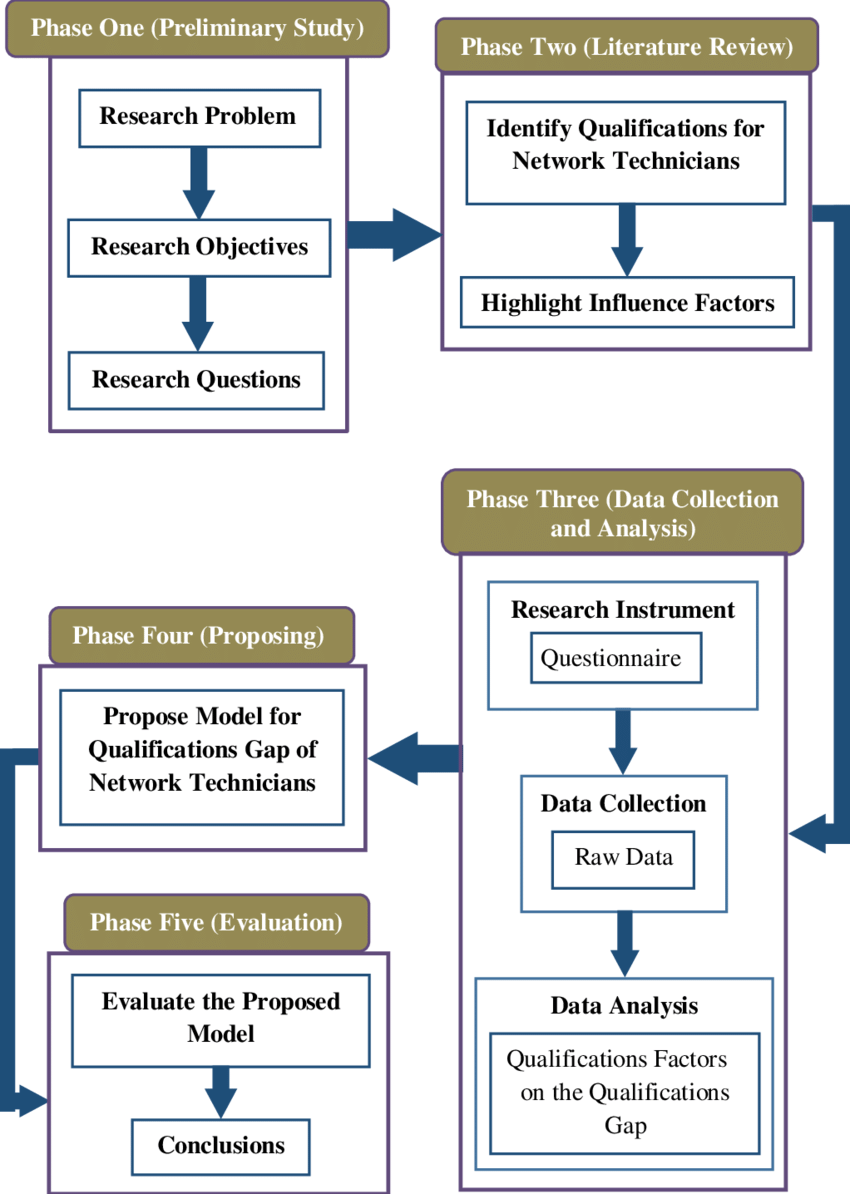 Phase One (Preliminary Study)
Research Problem
Research Objectives
Research Questions
Phase Two (Literature Review)
Identify Qualifications for
Network Technicians
Highlight Influence Factors
Phase Three (Data Collection
and Analysis)
Research Instrument
Questionnaire
Data Collection
Raw Data
Data Analysis
Qualifications Factors
on the Qualifications
Gap
Phase Four (Proposing)
Propose Model for
Qualifications Gap of
Network Technicians
Phase Five (Evaluation)
Evaluate the Proposed
Model
Conclusions